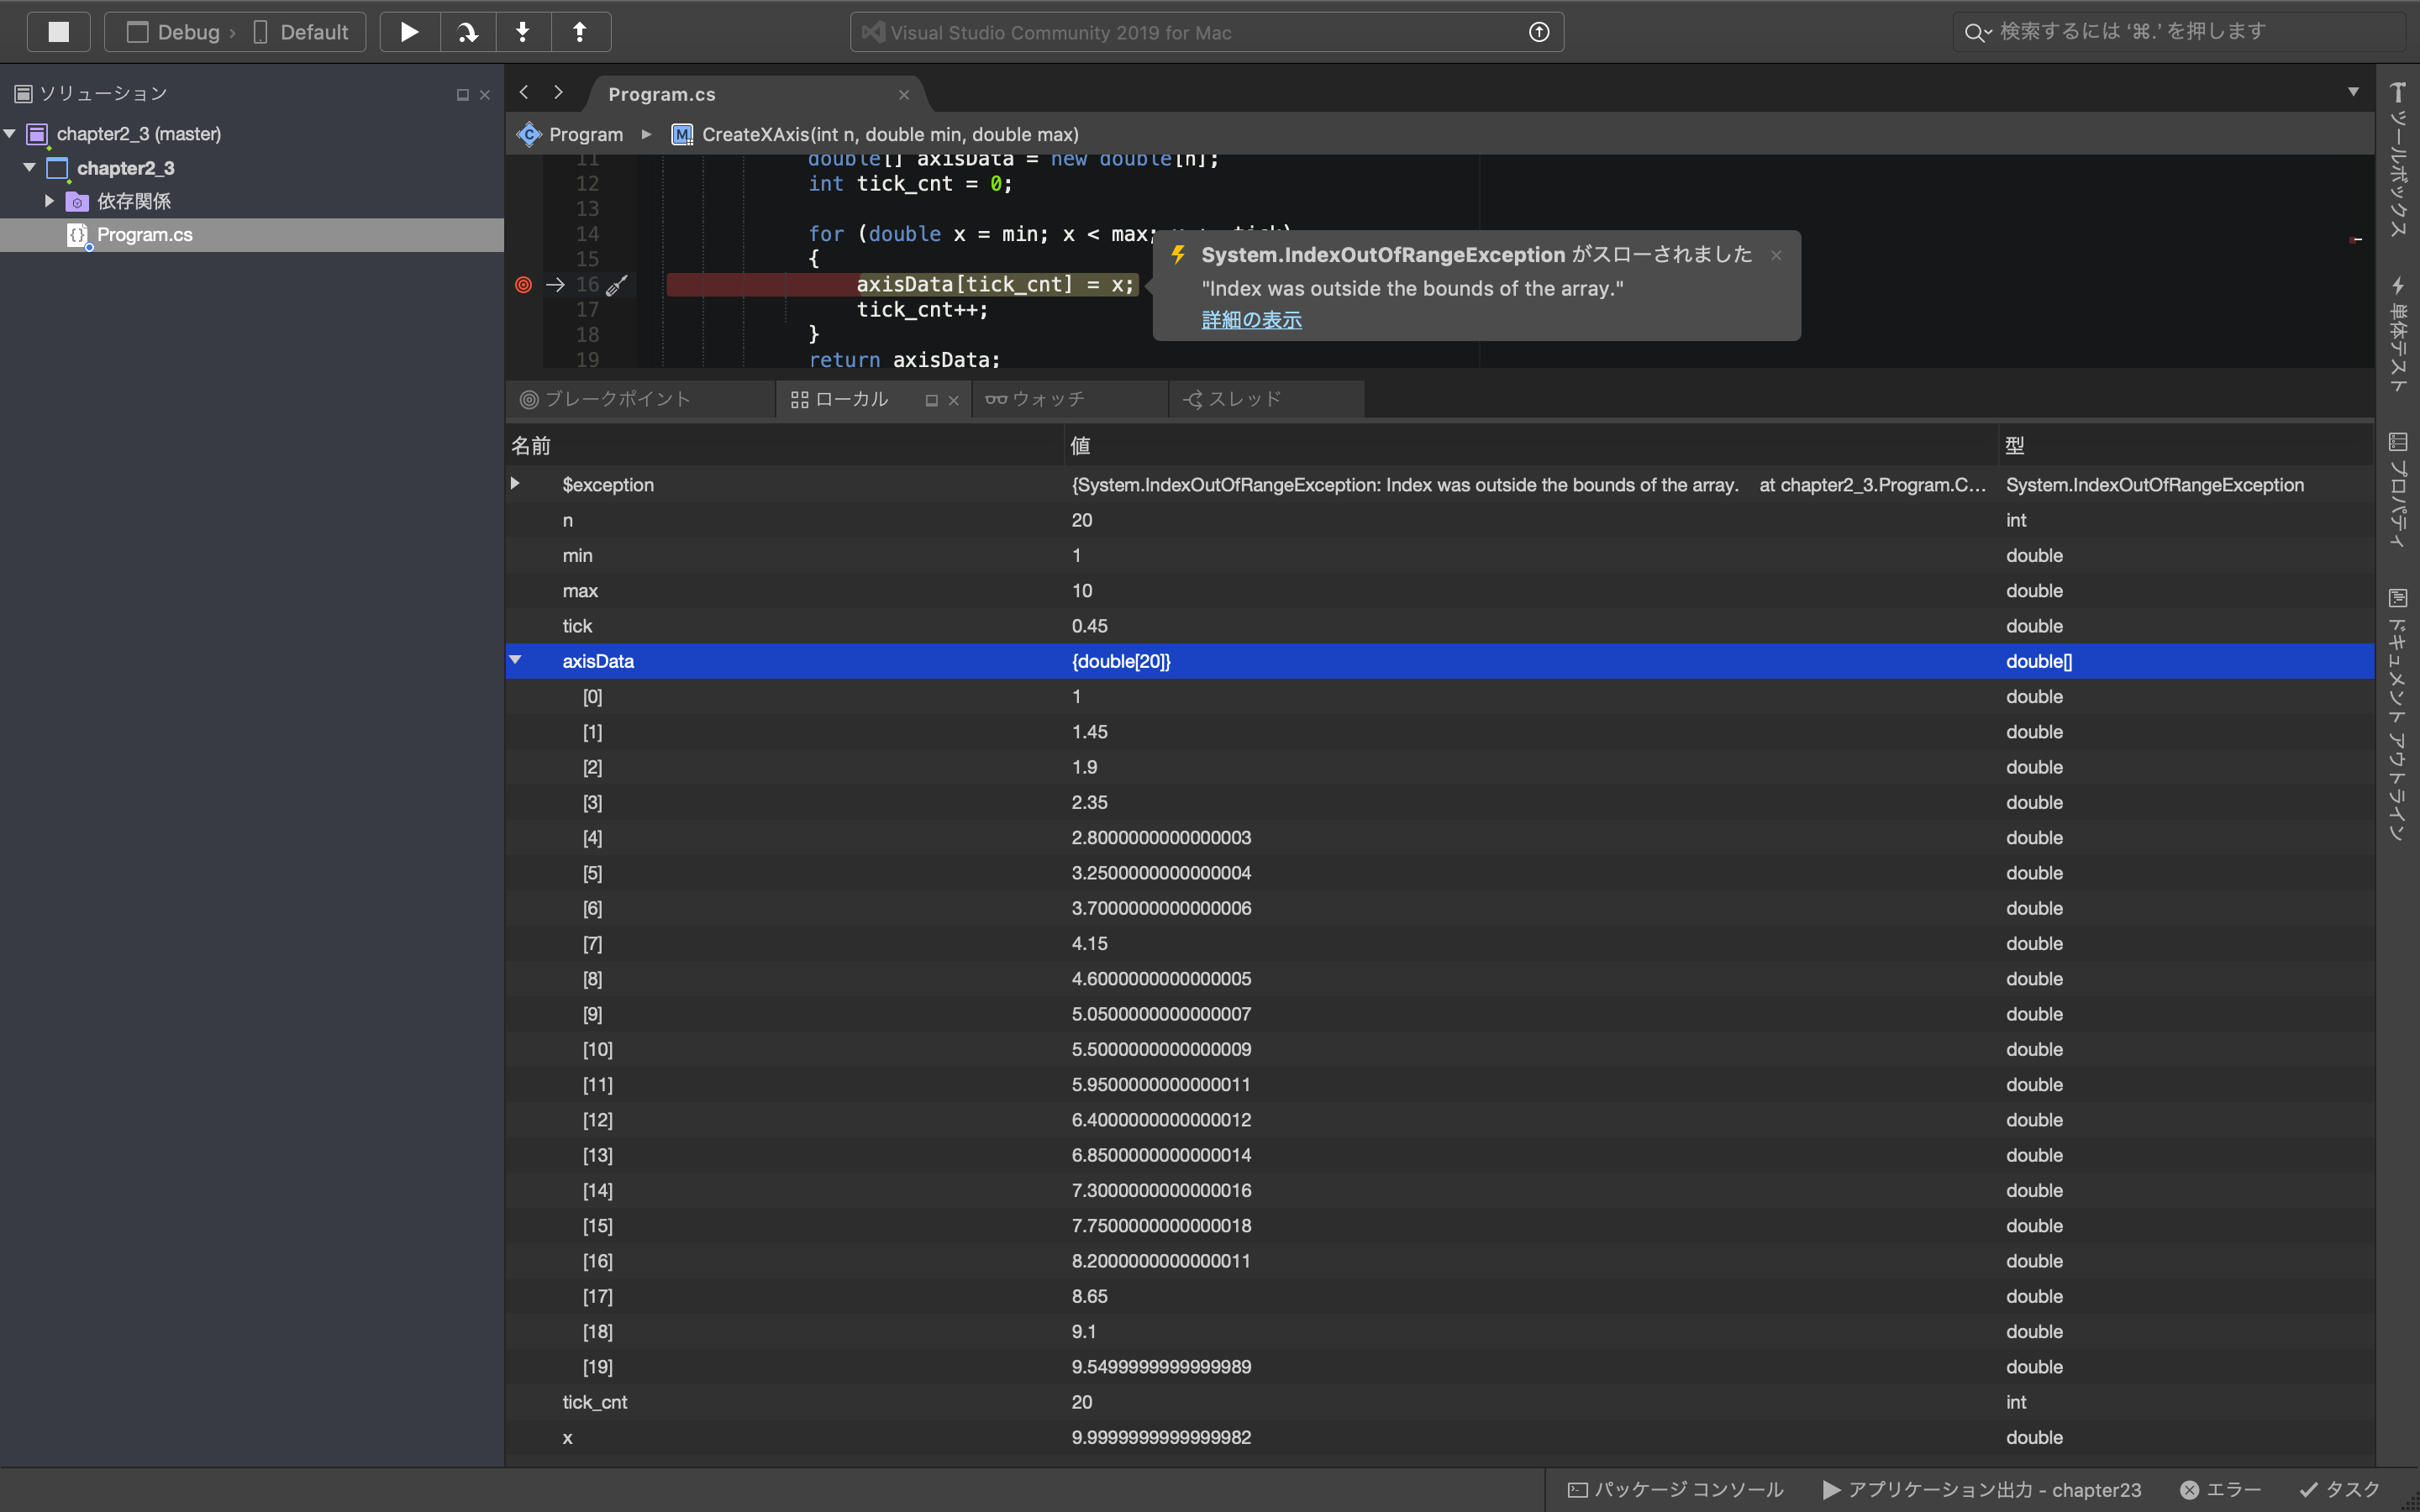 Debug › Default
Visual Studio Community 2019 for Mac
検索するには ‘⌘.’ を押します
ソリューション
chapter2_3 (master)
chapter2_3
依存関係
Program.cs
Program.cs
Program ▶ CreateXAxis(int n, double min, double max)
11 double[] axisData = new double[n];
12 int tick_cnt = 0;
13
14 for (double x = min; x < max;
15 {
16 axisData[tick_cnt] = x;
17 tick_cnt++;
18 }
19 return axisData;
System.IndexOutOfRangeException がスローされました
"Index was outside the bounds of the array."
詳細の表示
ブレークポイント ローカル ウォッチ スレッド
名前 値 型
$exception {System.IndexOutOfRangeException: Index was outside the bounds of the array. at chapter2_3.Program.C... System.IndexOutOfRangeException
n 20 int
min 1 double
max 10 double
tick 0.45 double
axisData {double[20]} double[]
[0] 1 double
[1] 1.45 double
[2] 1.9 double
[3] 2.35 double
[4] 2.8000000000000003 double
[5] 3.2500000000000004 double
[6] 3.7000000000000006 double
[7] 4.15 double
[8] 4.6000000000000005 double
[9] 5.0500000000000007 double
[10] 5.5000000000000009 double
[11] 5.9500000000000011 double
[12] 6.4000000000000012 double
[13] 6.8500000000000014 double
[14] 7.3000000000000016 double
[15] 7.7500000000000018 double
[16] 8.2000000000000011 double
[17] 8.65 double
[18] 9.1 double
[19] 9.5499999999999989 double
tick_cnt 20 int
x 9.9999999999999982 double
ツールボックス
単体テスト
プロパティ
ドキュメント アウトライン
パッケージ コンソール アプリケーション出力 - chapter23 エラー タスク